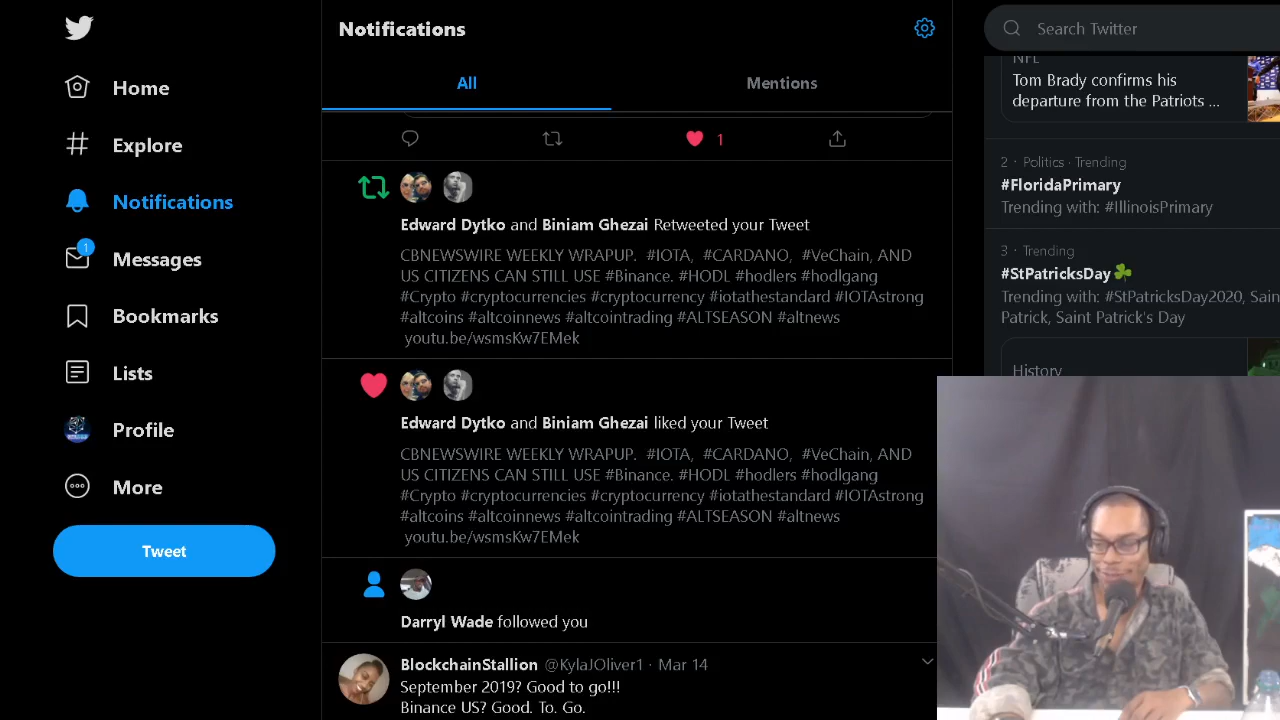 Home
Explore
Notifications
1
Messages
Bookmarks
Lists
Profile
More
Tweet
Notifications
All
Mentions
1
Edward Dytko and Biniam Ghezai Retweeted your Tweet
CBNEWSWIRE WEEKLY WRAPUP. #IOTA, #CARDANO, #VeChain, AND
US CITIZENS CAN STILL USE #Binance. #HODL #hodlers #hodlgang
#Crypto #cryptocurrencies #cryptocurrency #iotathestandard #IOTAstrong
#altcoins #altcoinnews #altcointrading #ALTSEASON #altnews
youtu.be/wsmsKw7EMek
Edward Dytko and Biniam Ghezai liked your Tweet
CBNEWSWIRE WEEKLY WRAPUP. #IOTA, #CARDANO, #VeChain, AND
US CITIZENS CAN STILL USE #Binance. #HODL #hodlers #hodlgang
#Crypto #cryptocurrencies #cryptocurrency #iotathestandard #IOTAstrong
#altcoins #altcoinnews #altcointrading #ALTSEASON #altnews
youtu.be/wsmsKw7EMek
Darryl Wade followed you
BlockchainStallion @KylaJOliver1 · Mar 14
September 2019? Good to go!!!
Binance US? Good. To. Go.
Search Twitter
NFL
Tom Brady confirms his
departure from the Patriots ...
2 · Politics · Trending
#FloridaPrimary
Trending with: #IllinoisPrimary
3 · Trending
#StPatricksDay☘
Trending with: #StPatricksDay2020, Sain
Patrick, Saint Patrick's Day
History